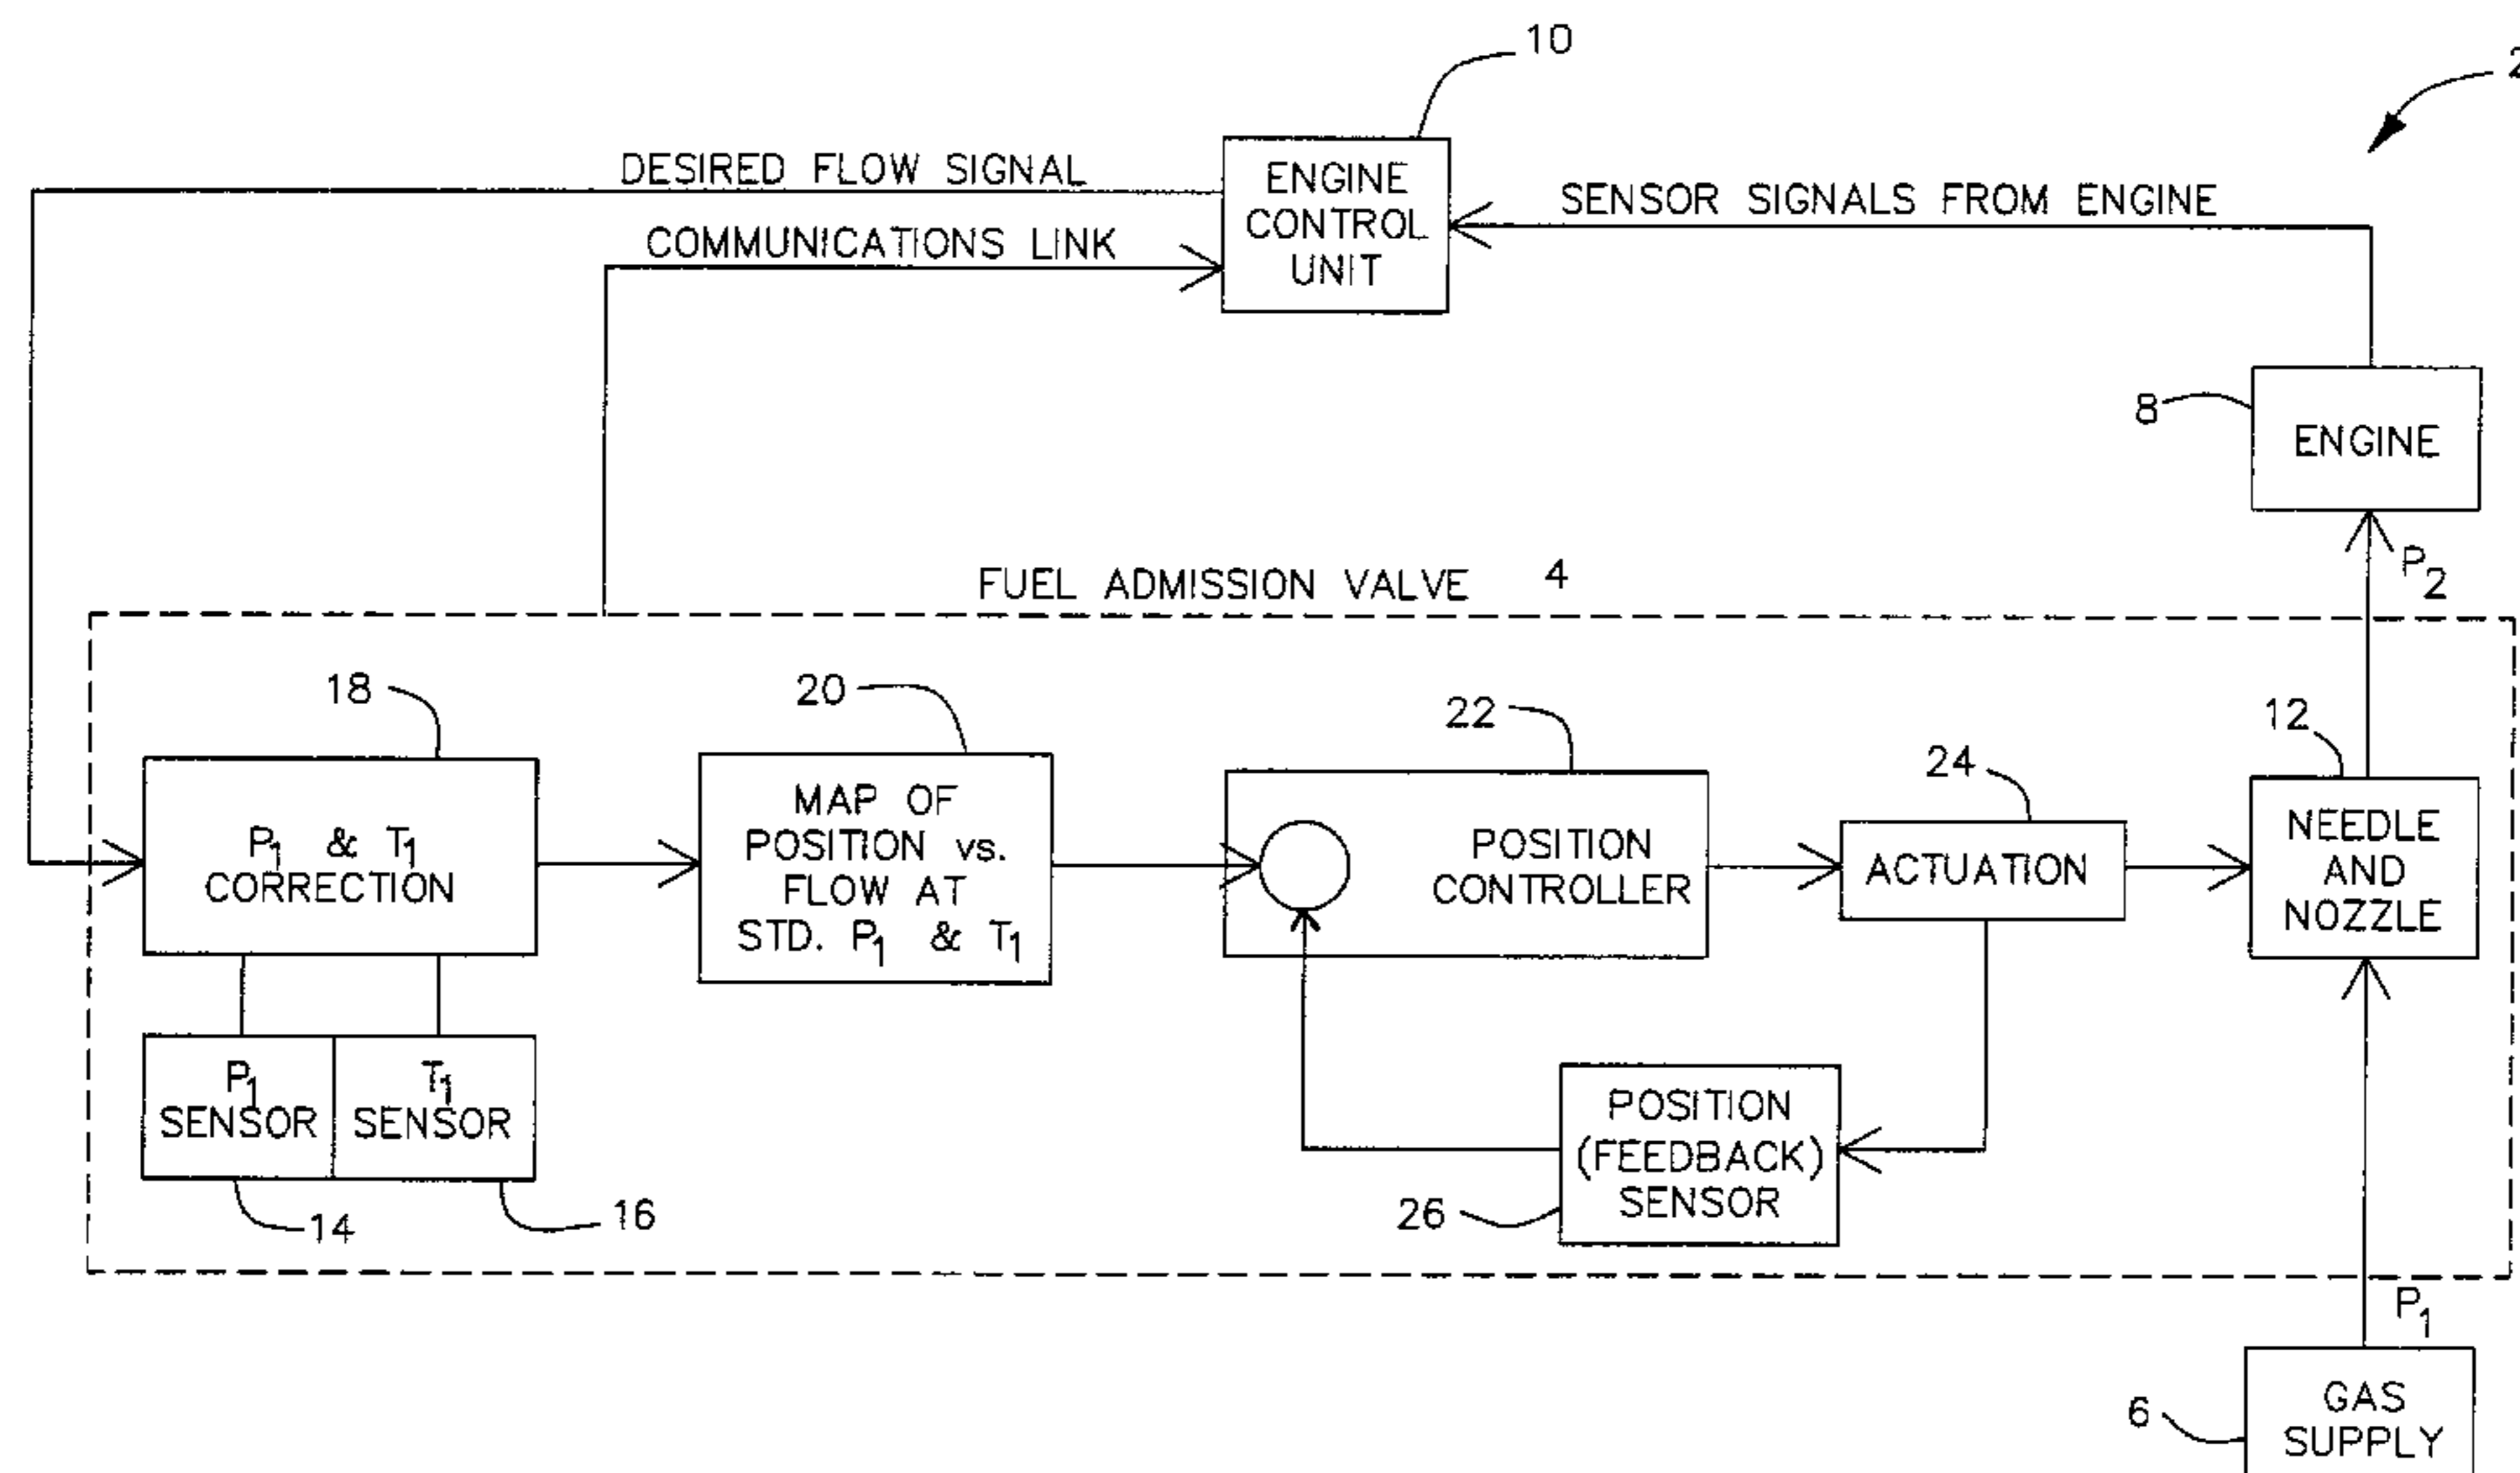 10
2
DESIRED FLOW SIGNAL
COMMUNICATIONS LINK
ENGINE
CONTROL
UNIT
SENSOR SIGNALS FROM ENGINE
8
ENGINE
P2
FUEL ADMISSION VALVE 4
18
P1 & T1
CORRECTION
20
MAP OF
POSITION vs.
FLOW AT
STD. P1 & T1
22
POSITION
CONTROLLER
24
ACTUATION
12
NEEDLE
AND
NOZZLE
P1
SENSOR
T1
SENSOR
14
16
POSITION
(FEEDBACK)
SENSOR
26
P1
6
GAS
SUPPLY